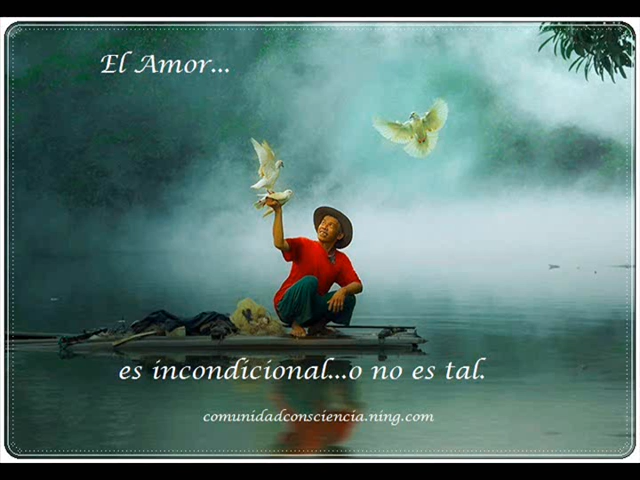 El Amor...
es incondicional...o no es tal.
comunidadconsciencia.ning.com